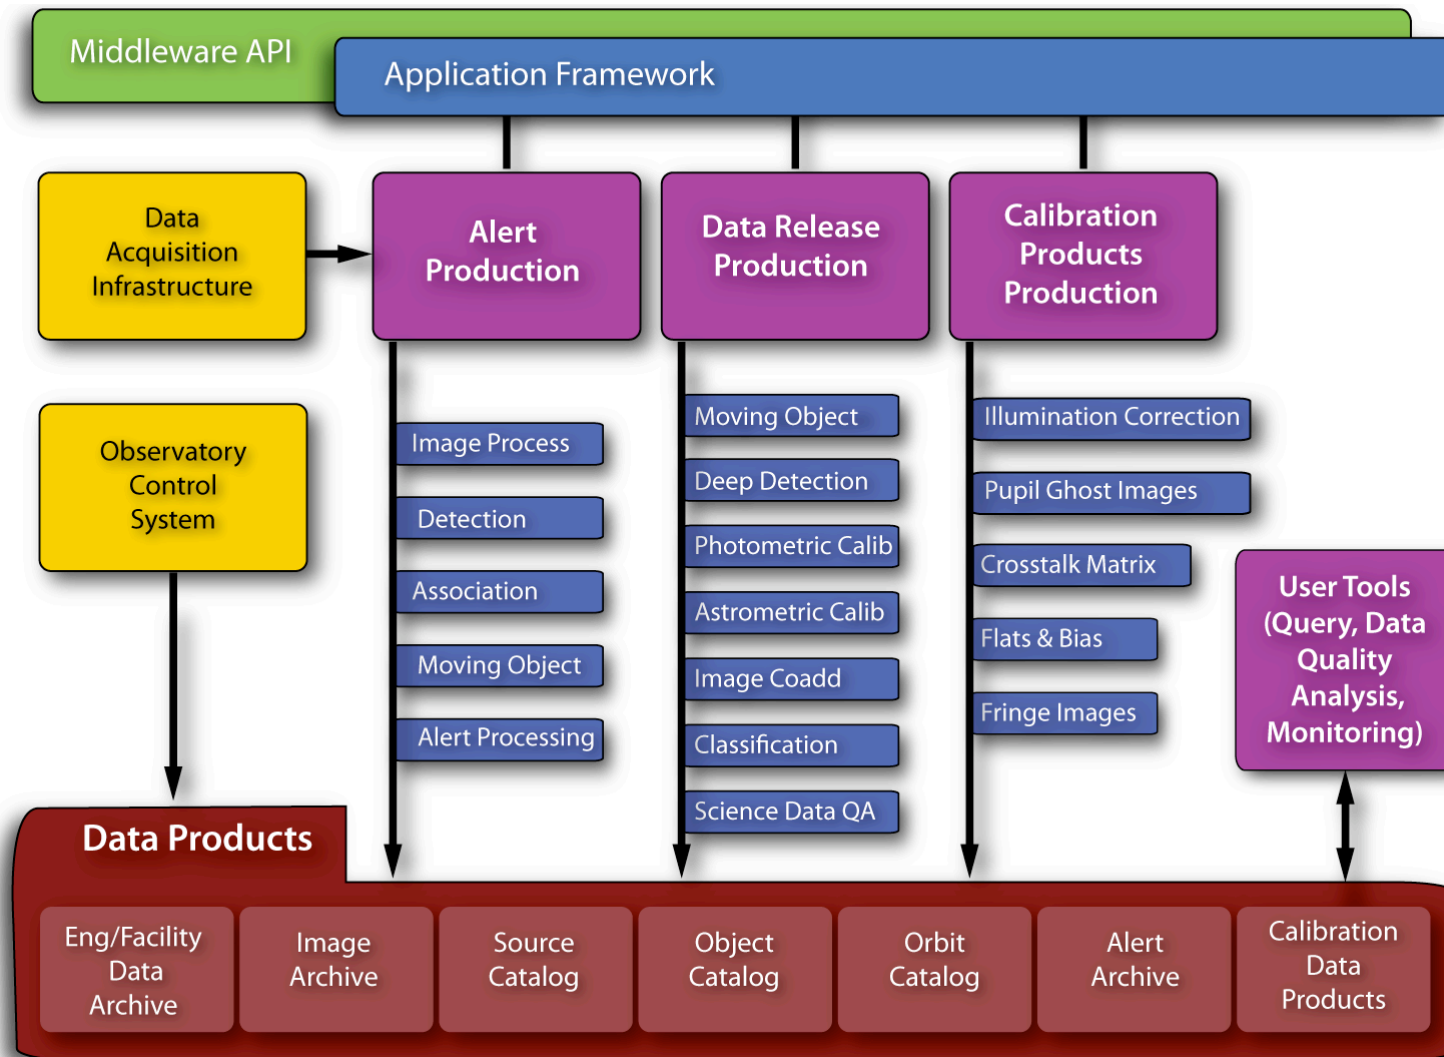 Middleware API
Application Framework
Data
Acquisition
Infrastructure
Alert
Production
Data Release
Production
Calibration
Products
Production
Observatory
Control
System
Image Process
Detection
Association
Moving Object
Alert Processing
Moving Object
Deep Detection
Photometric Calib
Astrometric Calib
Image Coadd
Classification
Science Data QA
Illumination Correction
Pupil Ghost Images
Crosstalk Matrix
Flats & Bias
Fringe Images
User Tools
(Query, Data
Quality
Analysis,
Monitoring)
Data Products
Eng/Facility
Data
Archive
Image
Archive
Source
Catalog
Object
Catalog
Orbit
Catalog
Alert
Archive
Calibration
Data
Products